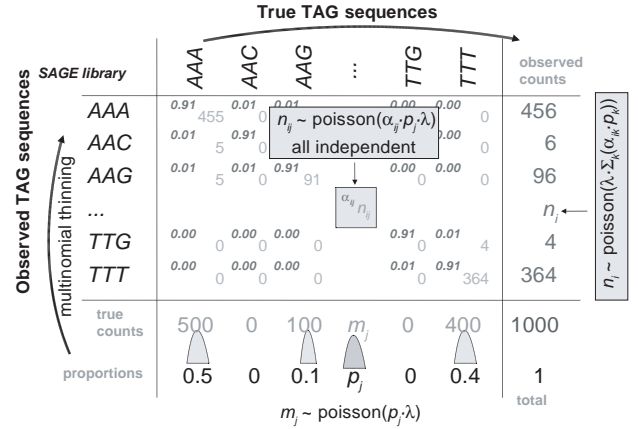 True TAG sequences
SAGE library AAA AAC AAG ... TTG TTT observed counts
Observed TAG sequences
multinomial thinning
AAA 0.91 455 0.01 0 0.01 0.00 0.00 0 456
n_ij ~ poisson(α_ij·p_j·λ)
all independent
AAC 0.01 5 0.91 0 0 6
AAG 0.01 5 0.01 0 0.91 91 0.00 0 0.00 0 96
α_ij n_ij
... n_i
TTG 0.00 0 0.00 0 0.00 0 0.91 0 0.01 4 4
TTT 0.00 0 0.00 0 0.00 0 0.01 0 0.91 364 364
n_i ~ poisson(λ·Σ_k(α_ik·p_k))
true counts 500 0 100 m_j 0 400 1000
proportions 0.5 0 0.1 p_j 0 0.4 1
total
m_j ~ poisson(p_j·λ)